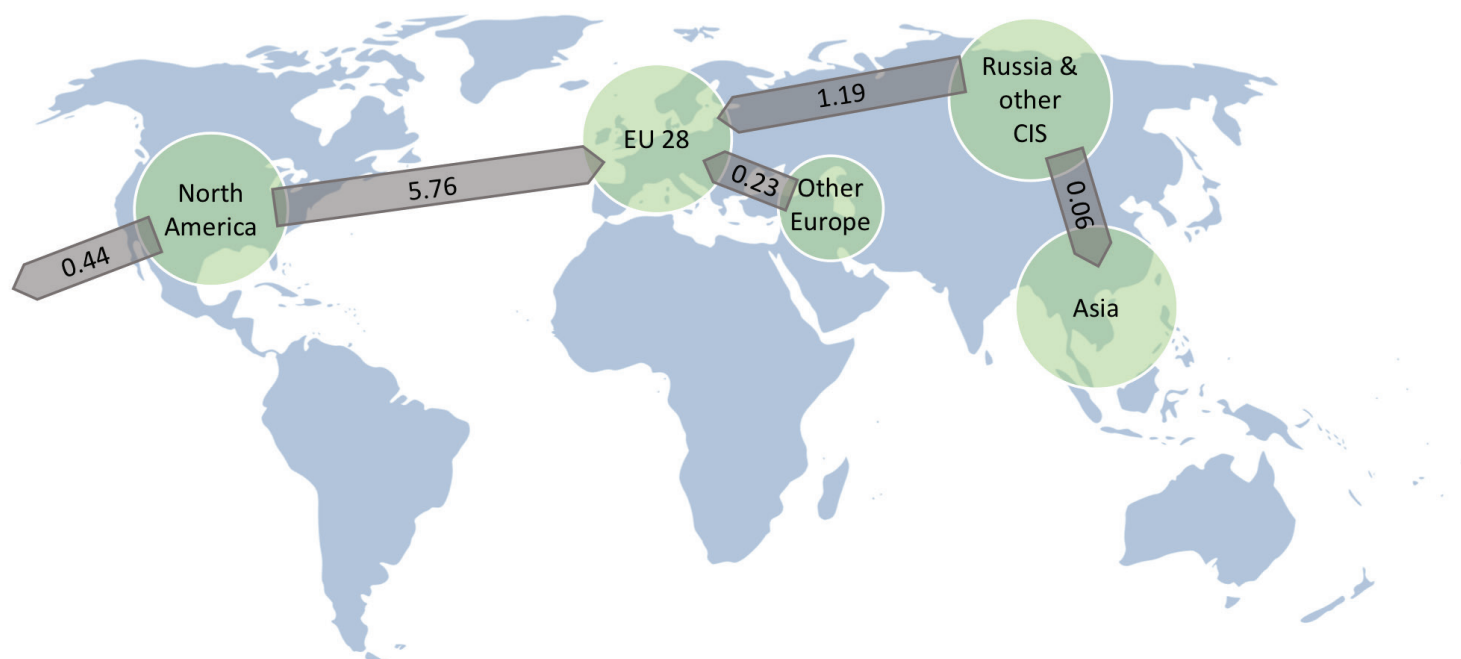 Russia &
other
CIS
1.19
EU 28
0.23
Other
Europe
5.76
North
America
0.44
0.06
Asia